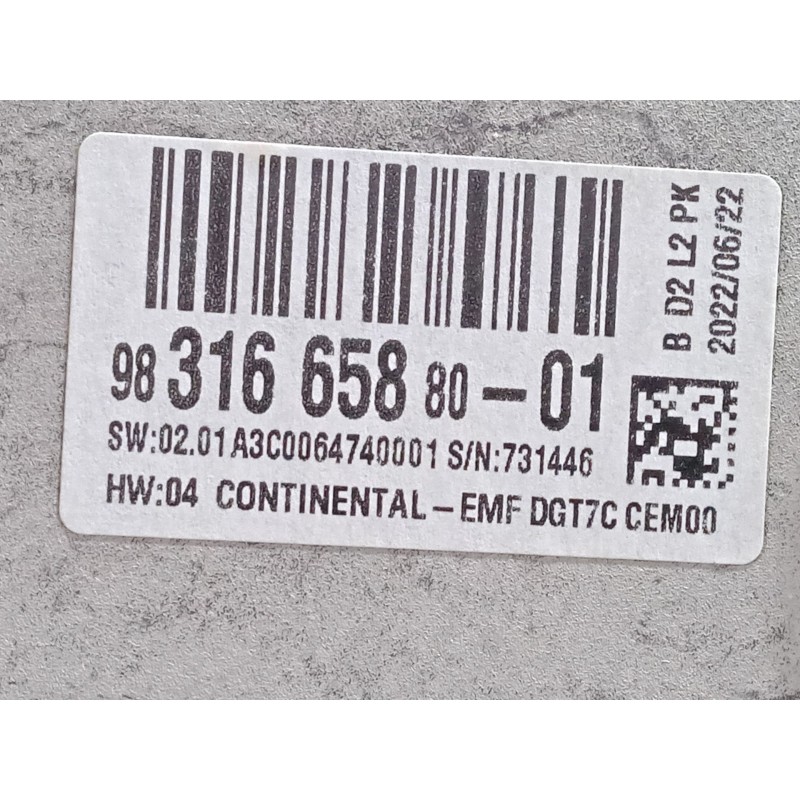 98 316 658 80-01
SW:02.01 A3C0064740001 S/N:731446
HW:04 CONTINENTAL-EMF DGT7C CEM00
B D2 L2 PK
2022/06/22